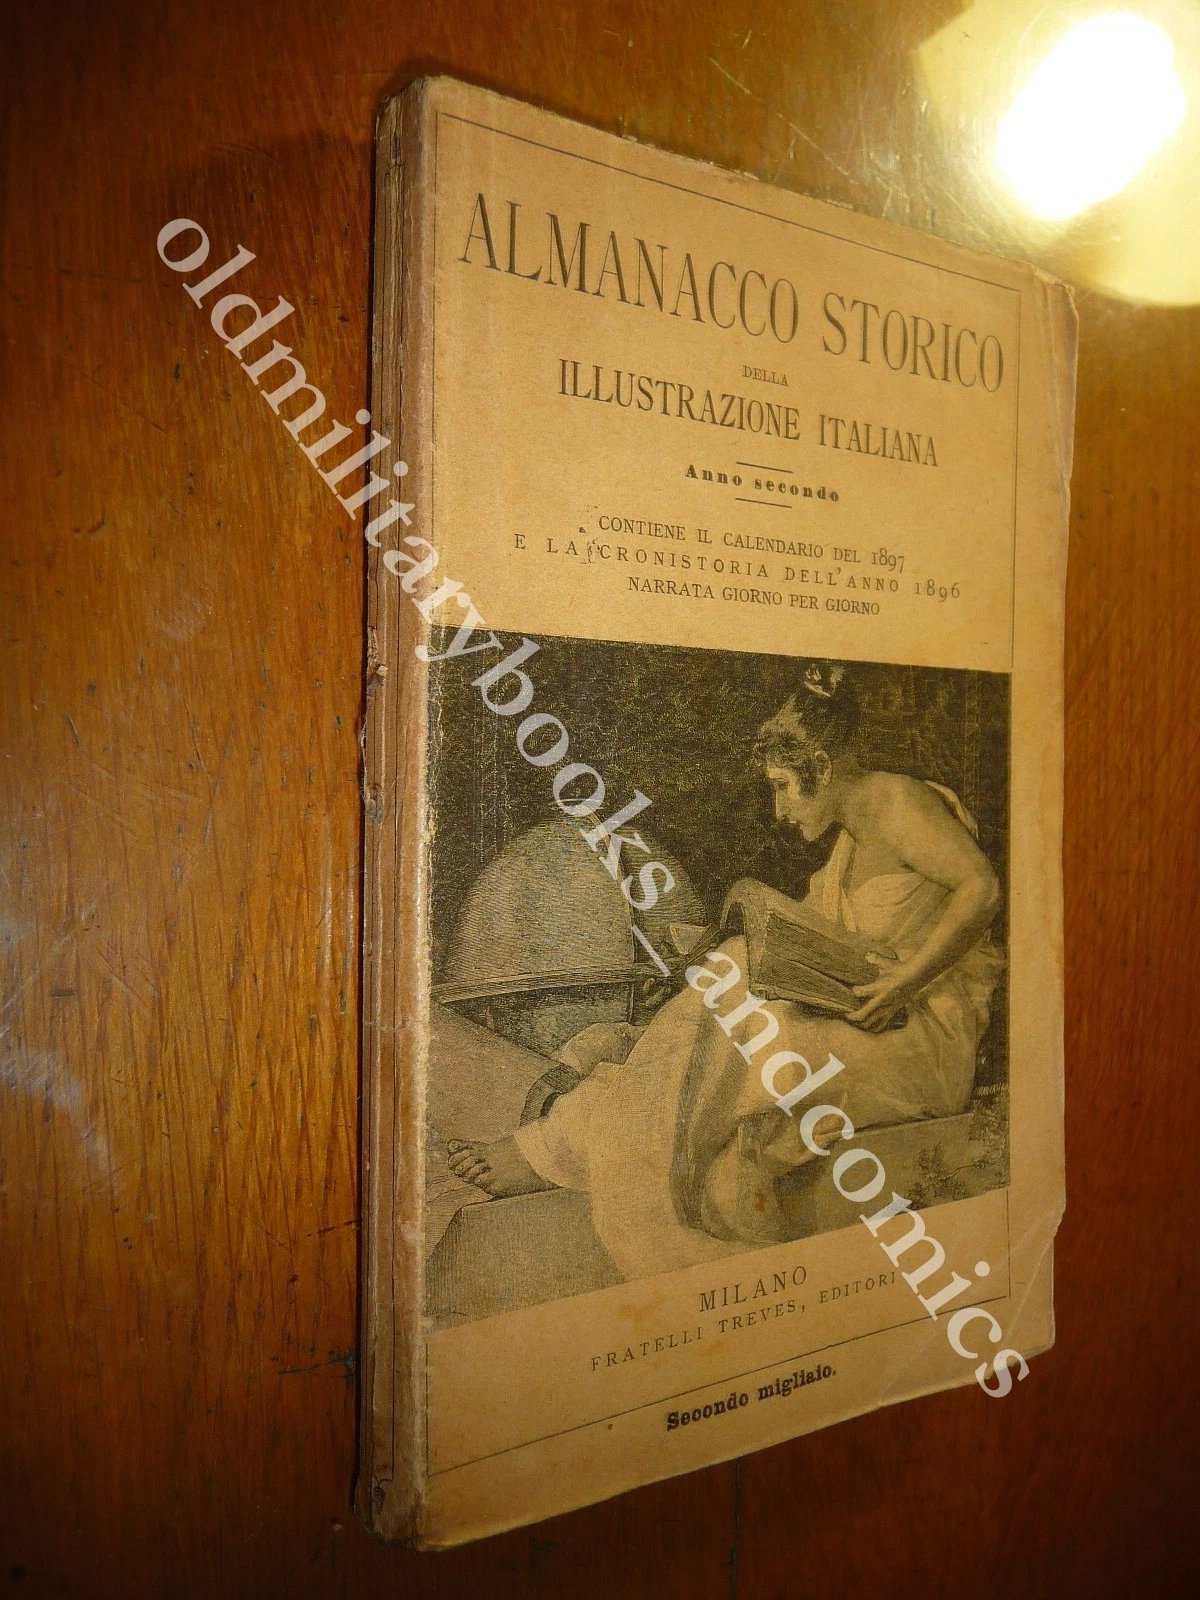 ALMANACCO STORICO
DELLA
ILLUSTRAZIONE ITALIANA
Anno secondo
CONTIENE IL CALENDARIO DEL 1897
E LA CRONISTORIA DELL'ANNO 1896
NARRATA GIORNO PER GIORNO
MILANO
FRATELLI TREVES, EDITORI
Secondo migliaio.
oldmilitarybooks_andcomics